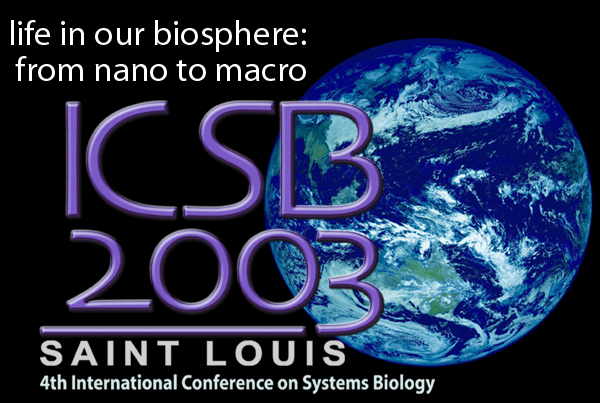 life in our biosphere:
from nano to macro
ICSB
2003
SAINT LOUIS
4th International Conference on Systems Biology